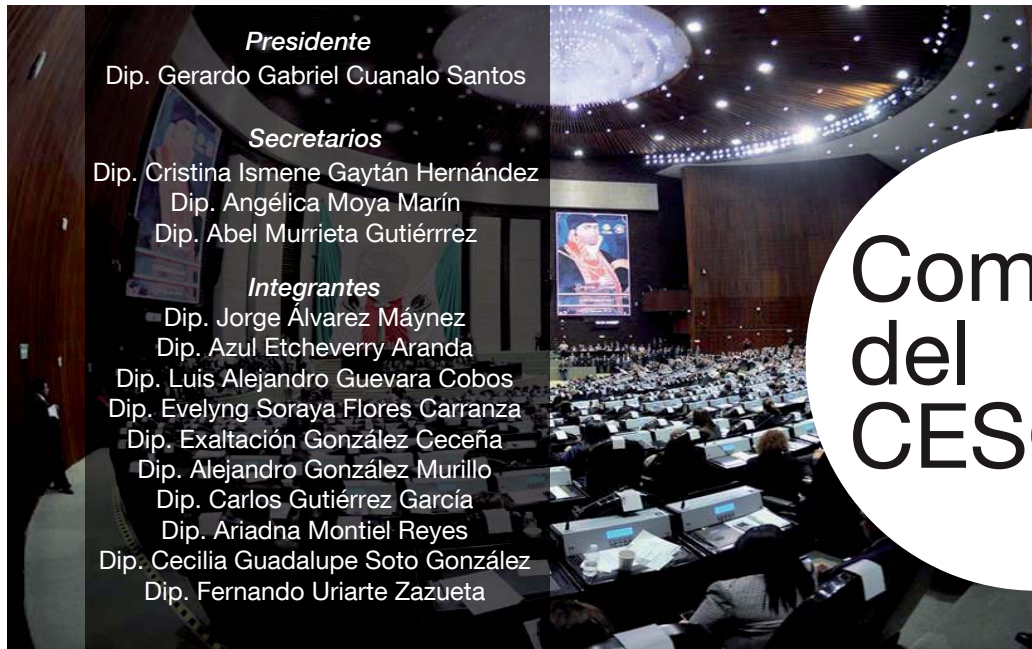 Presidente
Dip. Gerardo Gabriel Cuanalo Santos
Secretarios
Dip. Cristina Ismene Gaytán Hernández
Dip. Angélica Moya Marín
Dip. Abel Murrieta Gutiérrrez
Integrantes
Dip. Jorge Álvarez Máynez
Dip. Azul Etcheverry Aranda
Dip. Luis Alejandro Guevara Cobos
Dip. Evelyng Soraya Flores Carranza
Dip. Exaltación González Ceceña
Dip. Alejandro González Murillo
Dip. Carlos Gutiérrez García
Dip. Ariadna Montiel Reyes
Dip. Cecilia Guadalupe Soto González
Dip. Fernando Uriarte Zazueta
Com
del
CES